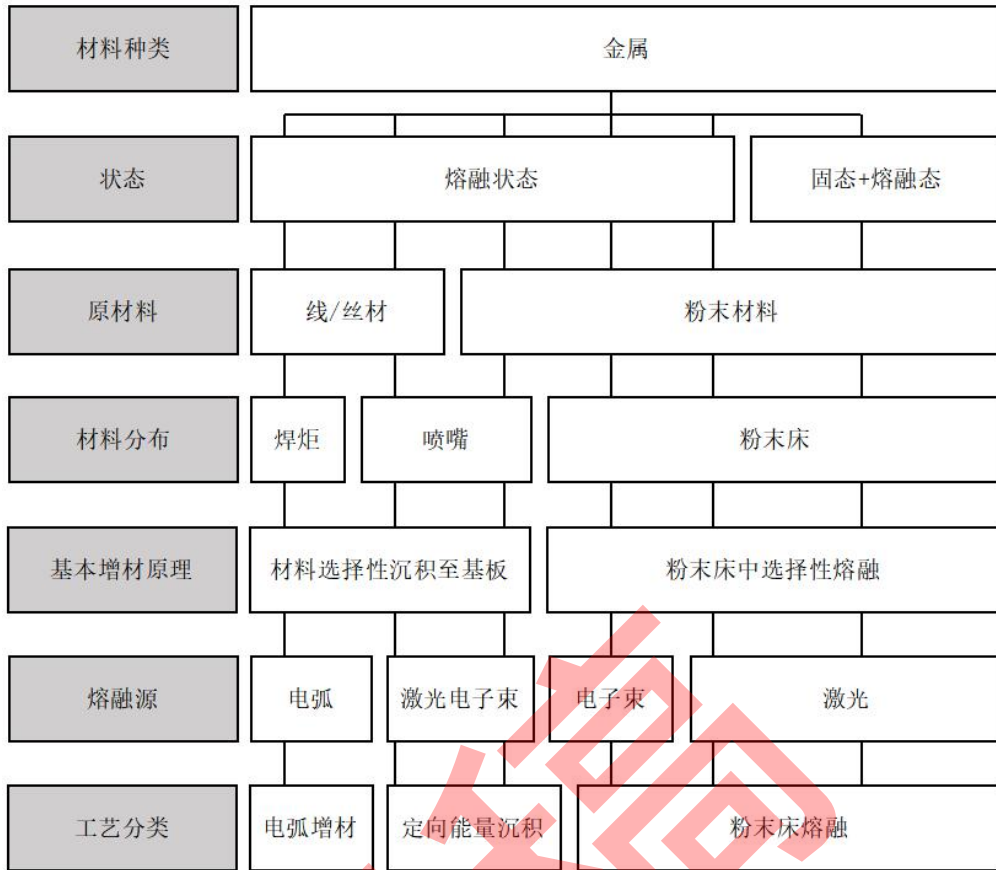 材料种类
金属
状态
熔融状态
固态+熔融态
原材料
线/丝材
粉末材料
材料分布
焊炬
喷嘴
粉末床
基本增材原理
材料选择性沉积至基板
粉末床中选择性熔融
熔融源
电弧
激光电子束
电子束
激光
工艺分类
电弧增材
定向能量沉积
粉末床熔融
稿